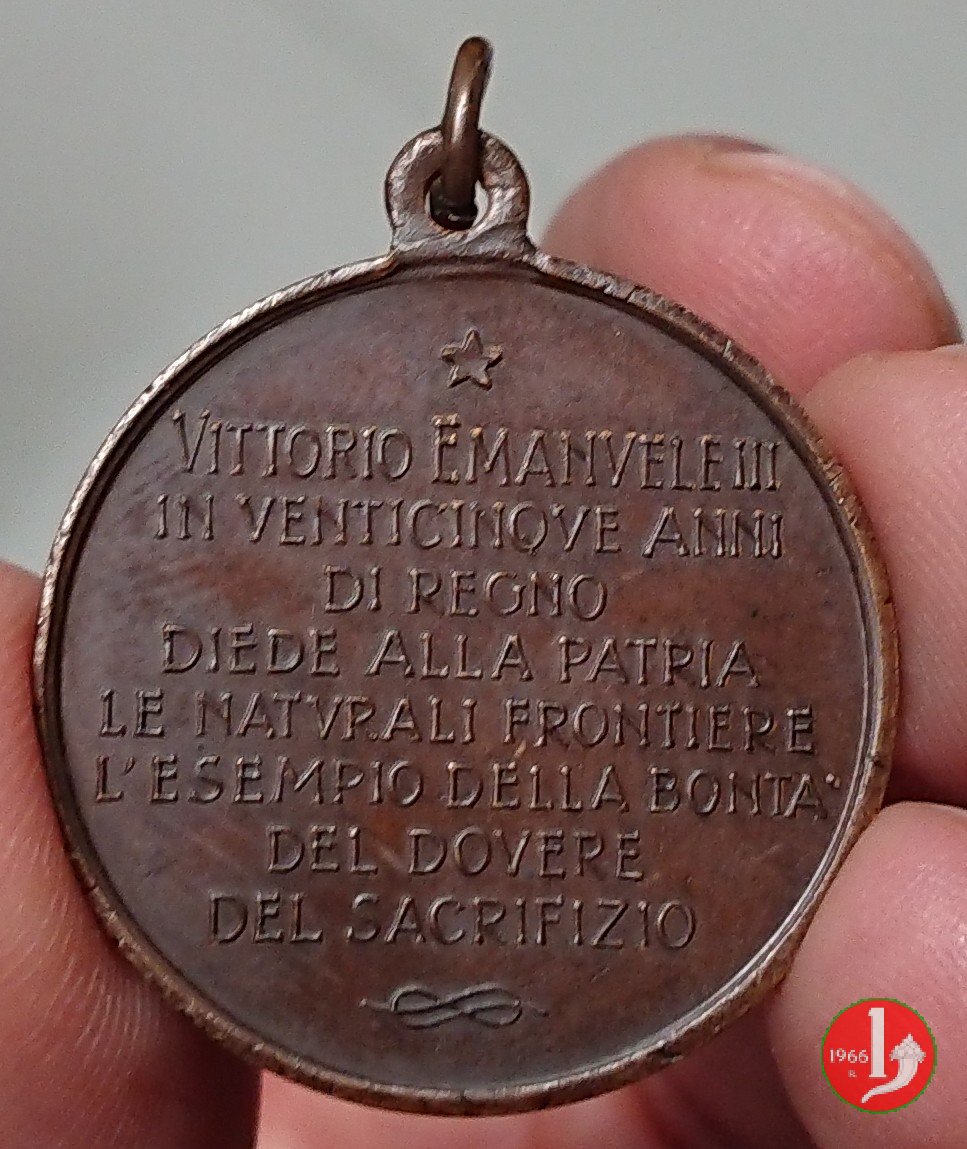 VITTORIO EMANVELE III
IN VENTICINQVE ANNI
DI REGNO
DIEDE ALLA PATRIA
LE NATVRALI FRONTIERE
L'ESEMPIO DELLA BONTA'
DEL DOVERE
DEL SACRIFIZIO
1966
R.